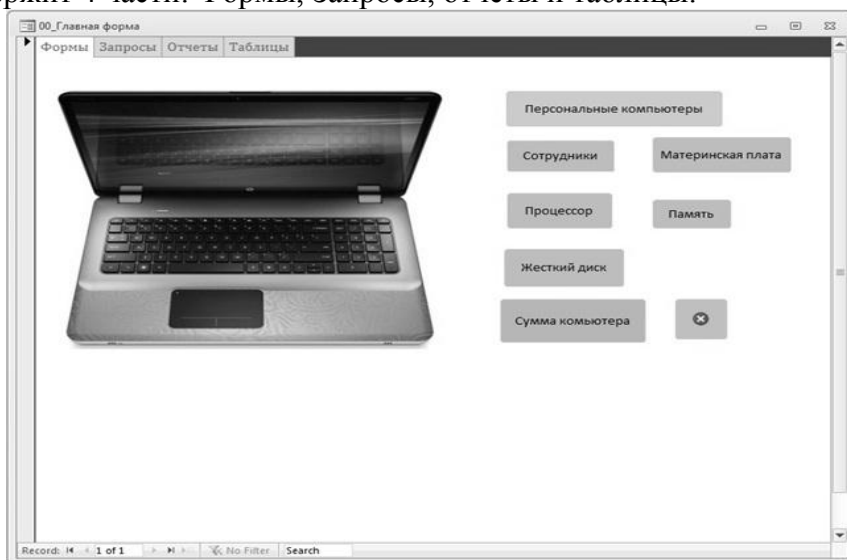 ржит 4 части: Формы, Запросы, отчеты и таблицы.
00_Главная форма
Формы Запросы Отчеты Таблицы
Персональные компьютеры
Сотрудники Материнская плата
Процессор Память
Жесткий диск
Сумма комьютера
Record: 1 of 1 No Filter Search